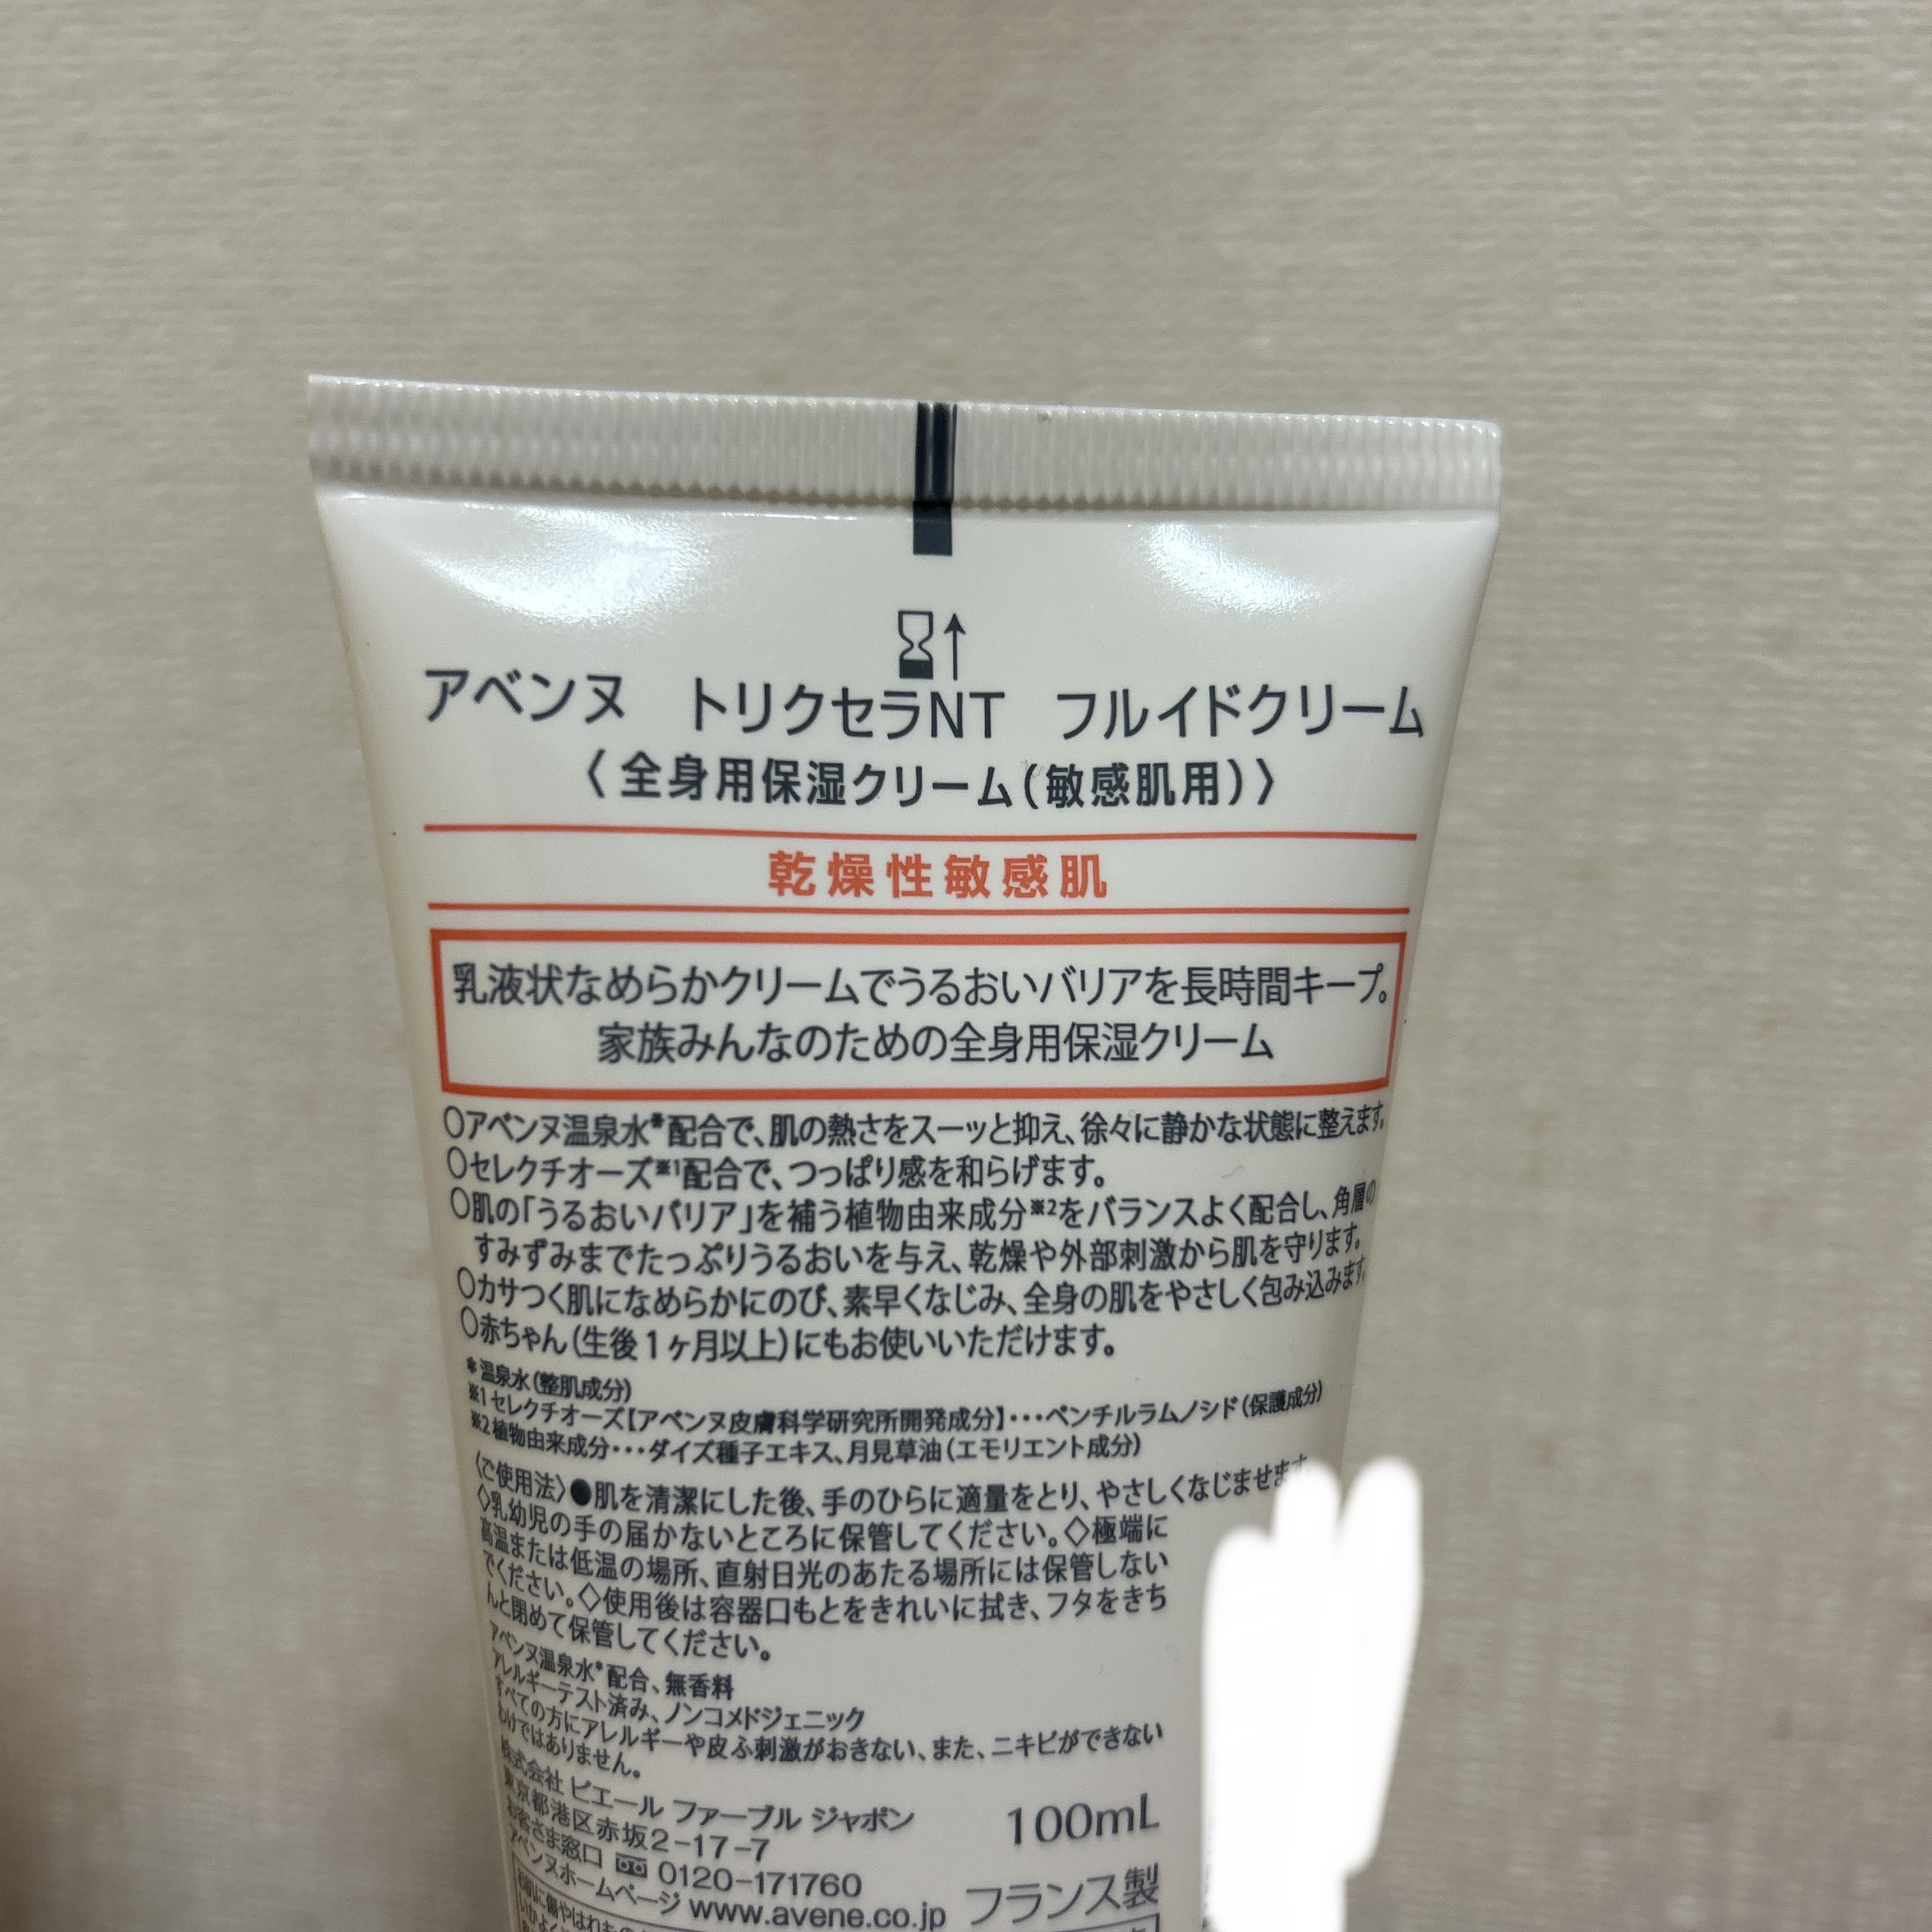 アベンヌ トリクセラNT フルイドクリーム
〈全身用保湿クリーム(敏感肌用)〉
乾燥性敏感肌
乳液状なめらかクリームでうるおいバリアを長時間キープ。
家族みんなのための全身用保湿クリーム
○アベンヌ温泉水*配合で、肌の熱さをスーッと抑え、徐々に静かな状態に整えます。
○セレクチオーズ※1配合で、つっぱり感を和らげます。
○肌の「うるおいバリア」を補う植物由来成分※2をバランスよく配合し、角層の
すみずみまでたっぷりうるおいを与え、乾燥や外部刺激から肌を守ります。
○カサつく肌になめらかにのび、素早くなじみ、全身の肌をやさしく包み込みます。
○赤ちゃん(生後1ヶ月以上)にもお使いいただけます。
*温泉水(整肌成分)
※1セレクチオーズ【アベンヌ皮膚科学研究所開発成分】・・・ペンチルラムノシド(保護成分)
※2植物由来成分・・・ダイズ種子エキス、月見草油(エモリエント成分)
〈ご使用法〉●肌を清潔にした後、手のひらに適量をとり、やさしくなじませます。
◇乳幼児の手の届かないところに保管してください。◇極端に
高温または低温の場所、直射日光のあたる場所には保管しない
でください。◇使用後は容器口もとをきれいに拭き、フタをきち
んと閉めて保管してください。
アベンヌ温泉水*配合、無香料
アレルギーテスト済み、ノンコメドジェニック
すべての方にアレルギーや皮ふ刺激がおきない、また、ニキビができない
わけではありません。
株式会社 ピエール ファーブル ジャポン
東京都港区赤坂2-17-7
100mL
お客さま窓口 0120-171760
アベンヌホームページ www.avene.co.jp
フランス製